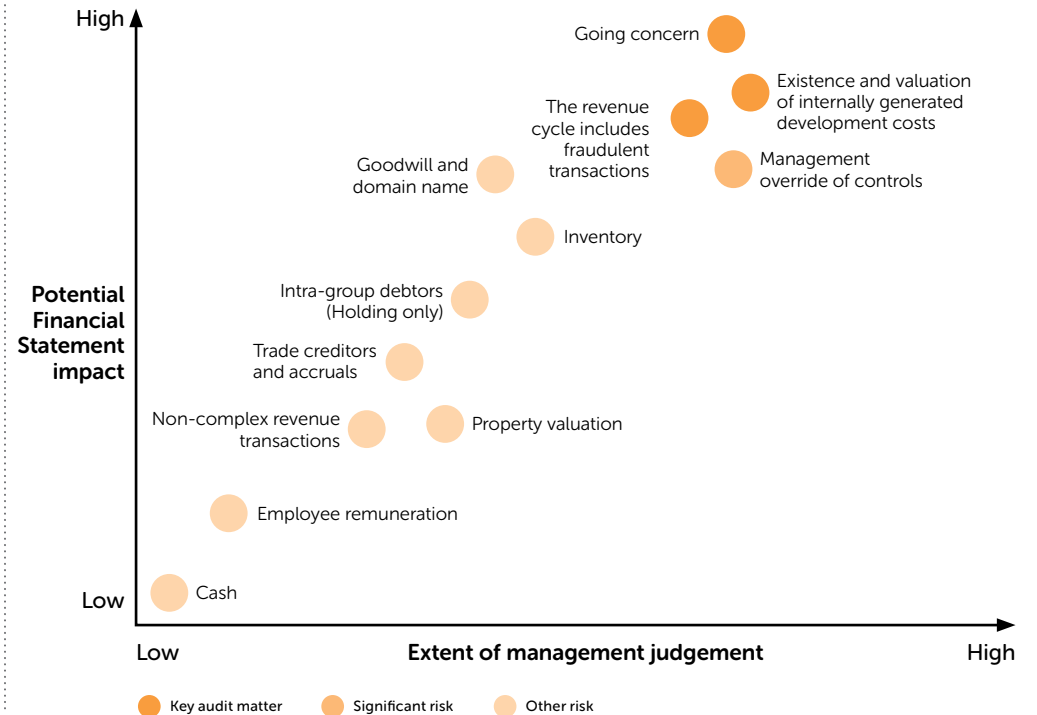 High
Going concern
Existence and valuation
of internally generated
development costs
The revenue
cycle includes
fraudulent
transactions
Management
override of controls
Goodwill and
domain name
Inventory
Potential
Financial
Statement
impact
Intra-group debtors
(Holding only)
Trade creditors
and accruals
Non-complex revenue
transactions
Property valuation
Employee remuneration
Cash
Low
Low
Extent of management judgement
High
Key audit matter
Significant risk
Other risk